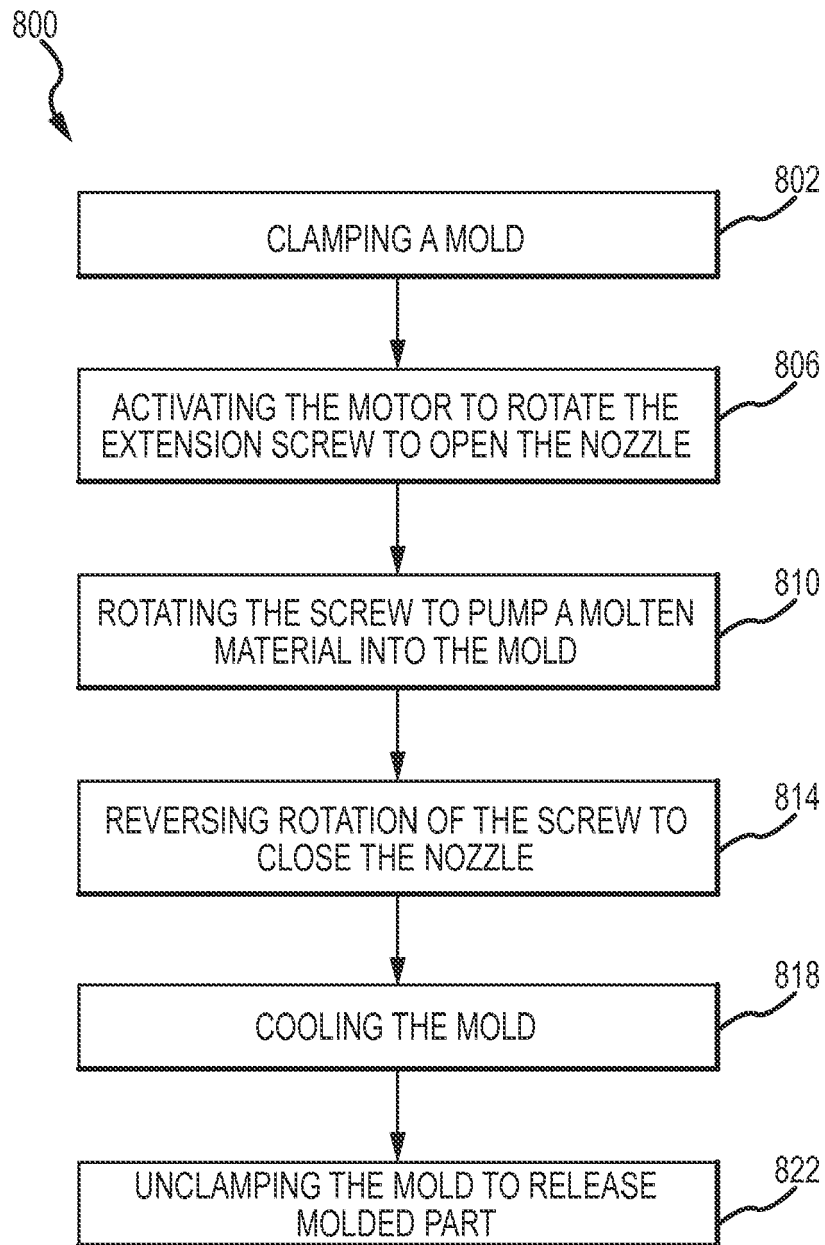 800
802
CLAMPING A MOLD
806
ACTIVATING THE MOTOR TO ROTATE THE
EXTENSION SCREW TO OPEN THE NOZZLE
810
ROTATING THE SCREW TO PUMP A MOLTEN
MATERIAL INTO THE MOLD
814
REVERSING ROTATION OF THE SCREW TO
CLOSE THE NOZZLE
818
COOLING THE MOLD
822
UNCLAMPING THE MOLD TO RELEASE
MOLDED PART